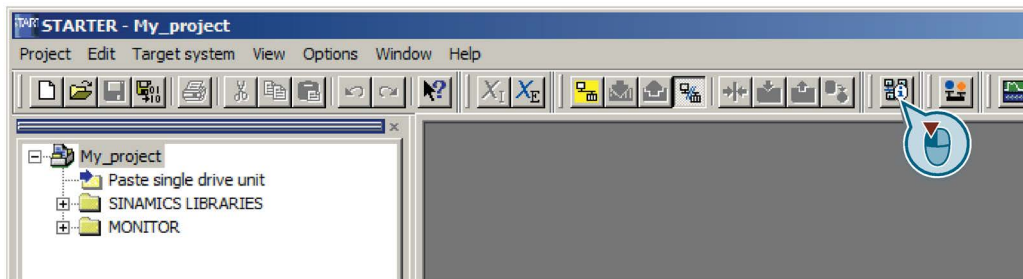 STARTER - My_project
Project Edit Target system View Options Window Help
My_project
Paste single drive unit
SINAMICS LIBRARIES
MONITOR